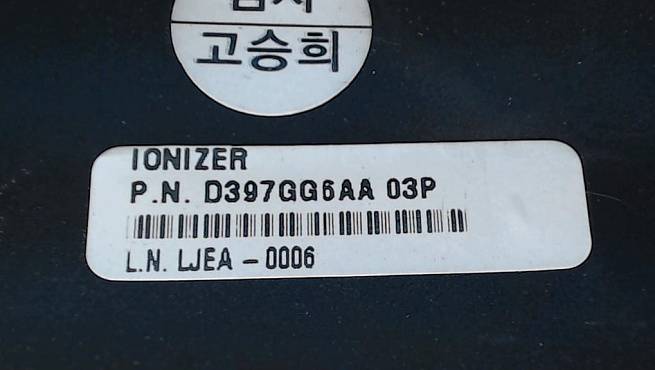 고승희
IONIZER
P.N. D397GG6AA 03P
L.N. LJEA - 0006